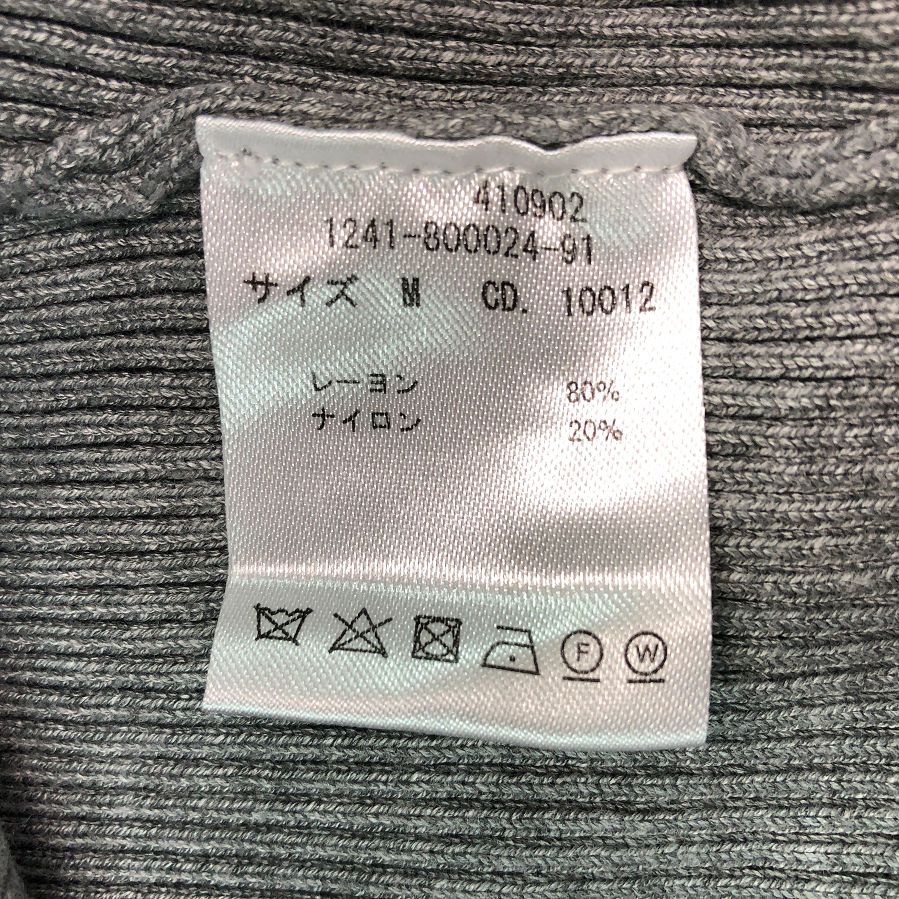 410902
1241-800024-91
サイズ M CD. 10012
レーヨン 80%
ナイロン 20%
F W